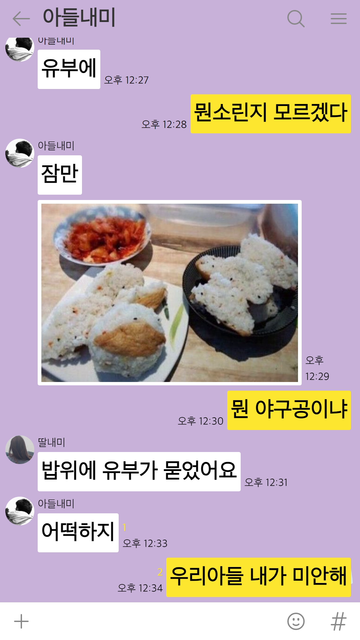 아들내미
아들내미
유부에
오후 12:27
뭔소린지 모르겠다
오후 12:28
아들내미
잠만
오후
12:29
뭔 야구공이냐
오후 12:30
딸내미
밥위에 유부가 묻었어요
오후 12:31
아들내미
어떡하지
1
오후 12:33
2
우리아들 내가 미안해
오후 12:34
#